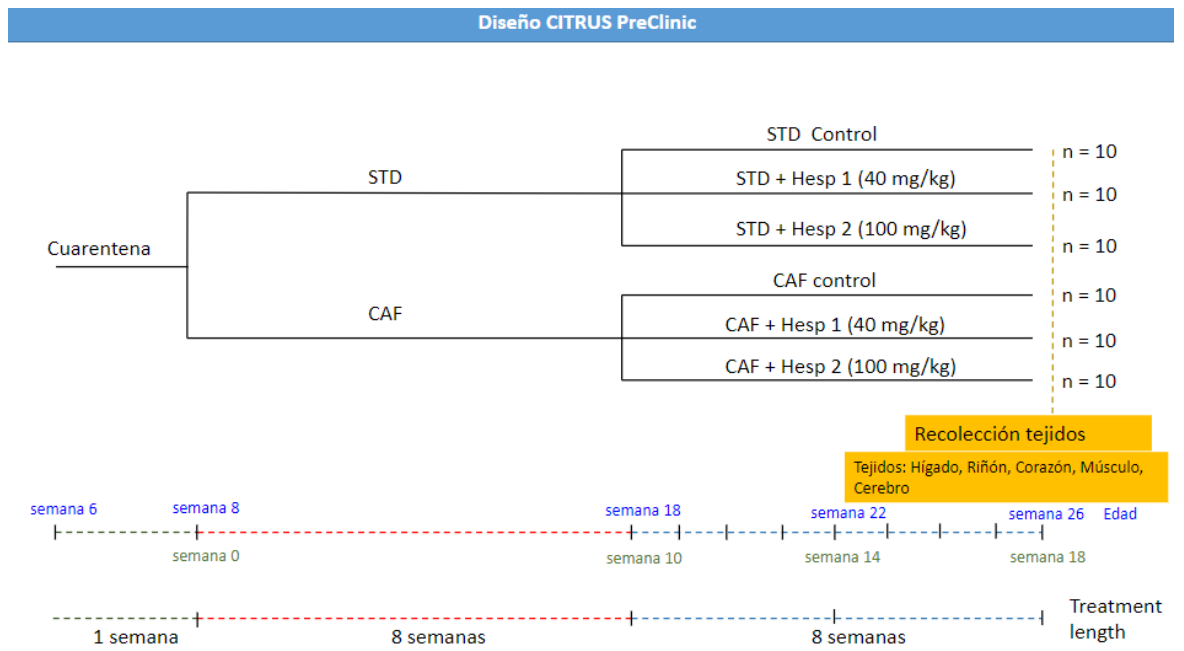 Diseño CITRUS PreClinic
STD Control
n = 10
STD
STD + Hesp 1 (40 mg/kg)
n = 10
STD + Hesp 2 (100 mg/kg)
n = 10
Cuarentena
CAF control
n = 10
CAF
CAF + Hesp 1 (40 mg/kg)
n = 10
CAF + Hesp 2 (100 mg/kg)
n = 10
Recolección tejidos
Tejidos: Hígado, Riñón, Corazón, Músculo,
Cerebro
semana 6 semana 8 semana 18 semana 22 semana 26 Edad
semana 0 semana 10 semana 14 semana 18
Treatment
length
1 semana 8 semanas 8 semanas